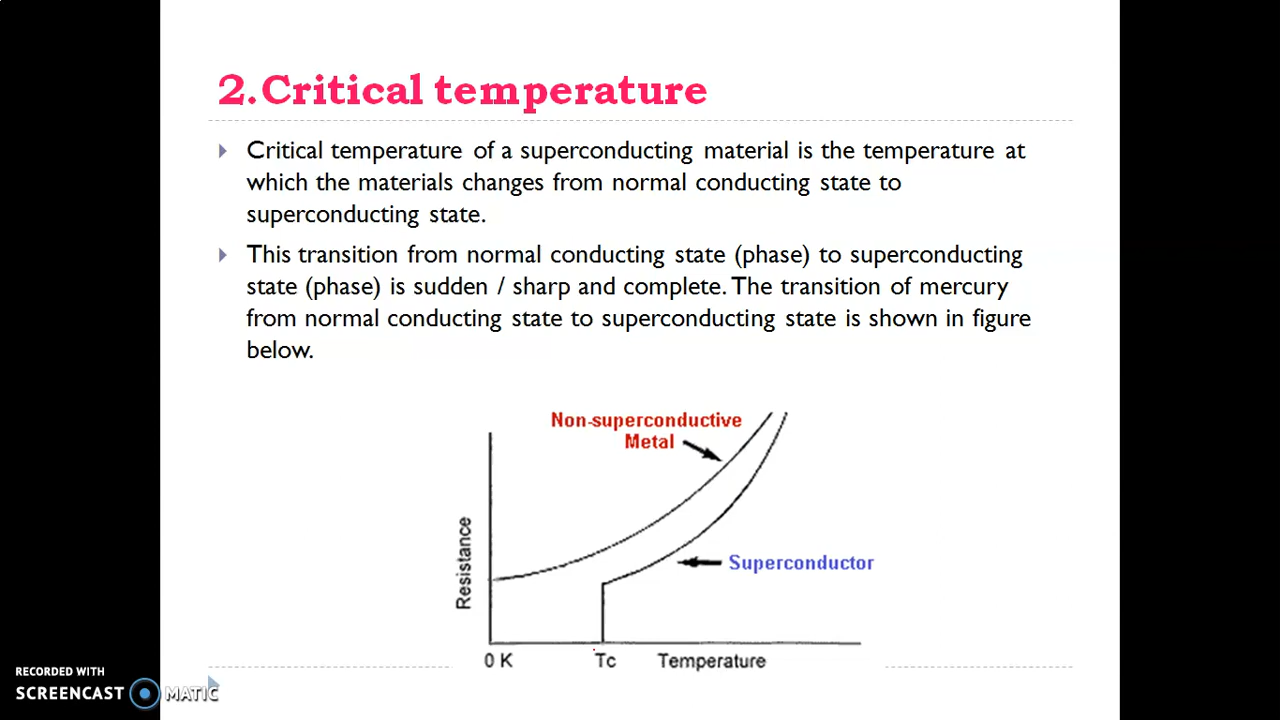 2.Critical temperature
Critical temperature of a superconducting material is the temperature at
which the materials changes from normal conducting state to
superconducting state.
This transition from normal conducting state (phase) to superconducting
state (phase) is sudden / sharp and complete. The transition of mercury
from normal conducting state to superconducting state is shown in figure
below.
Non-superconductive
Metal
Superconductor
Resistance
0 K
Tc
Temperature
RECORDED WITH
SCREENCAST MATIC